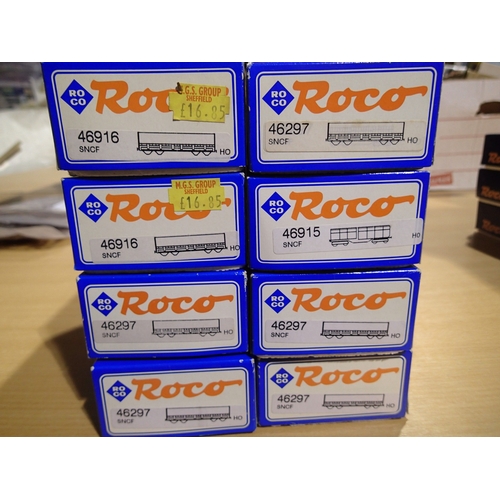 RO
CO
Roco
H.G.S GROUP
SHEFFIELD
£16.85
46916
SNCF
HO
RO
CO
Roco
46297
SNCF
HO
RO
CO
Roco
H.G.S GROUP
SHEFFIELD
£16.85
46916
SNCF
HO
RO
CO
Roco
46915
SNCF
HO
RO
CO
Roco
46297
SNCF
HO
RO
CO
Roco
46297
SNCF
HO
RO
CO
Roco
46297
SNCF
HO
RO
CO
Roco
46297
SNCF
HO